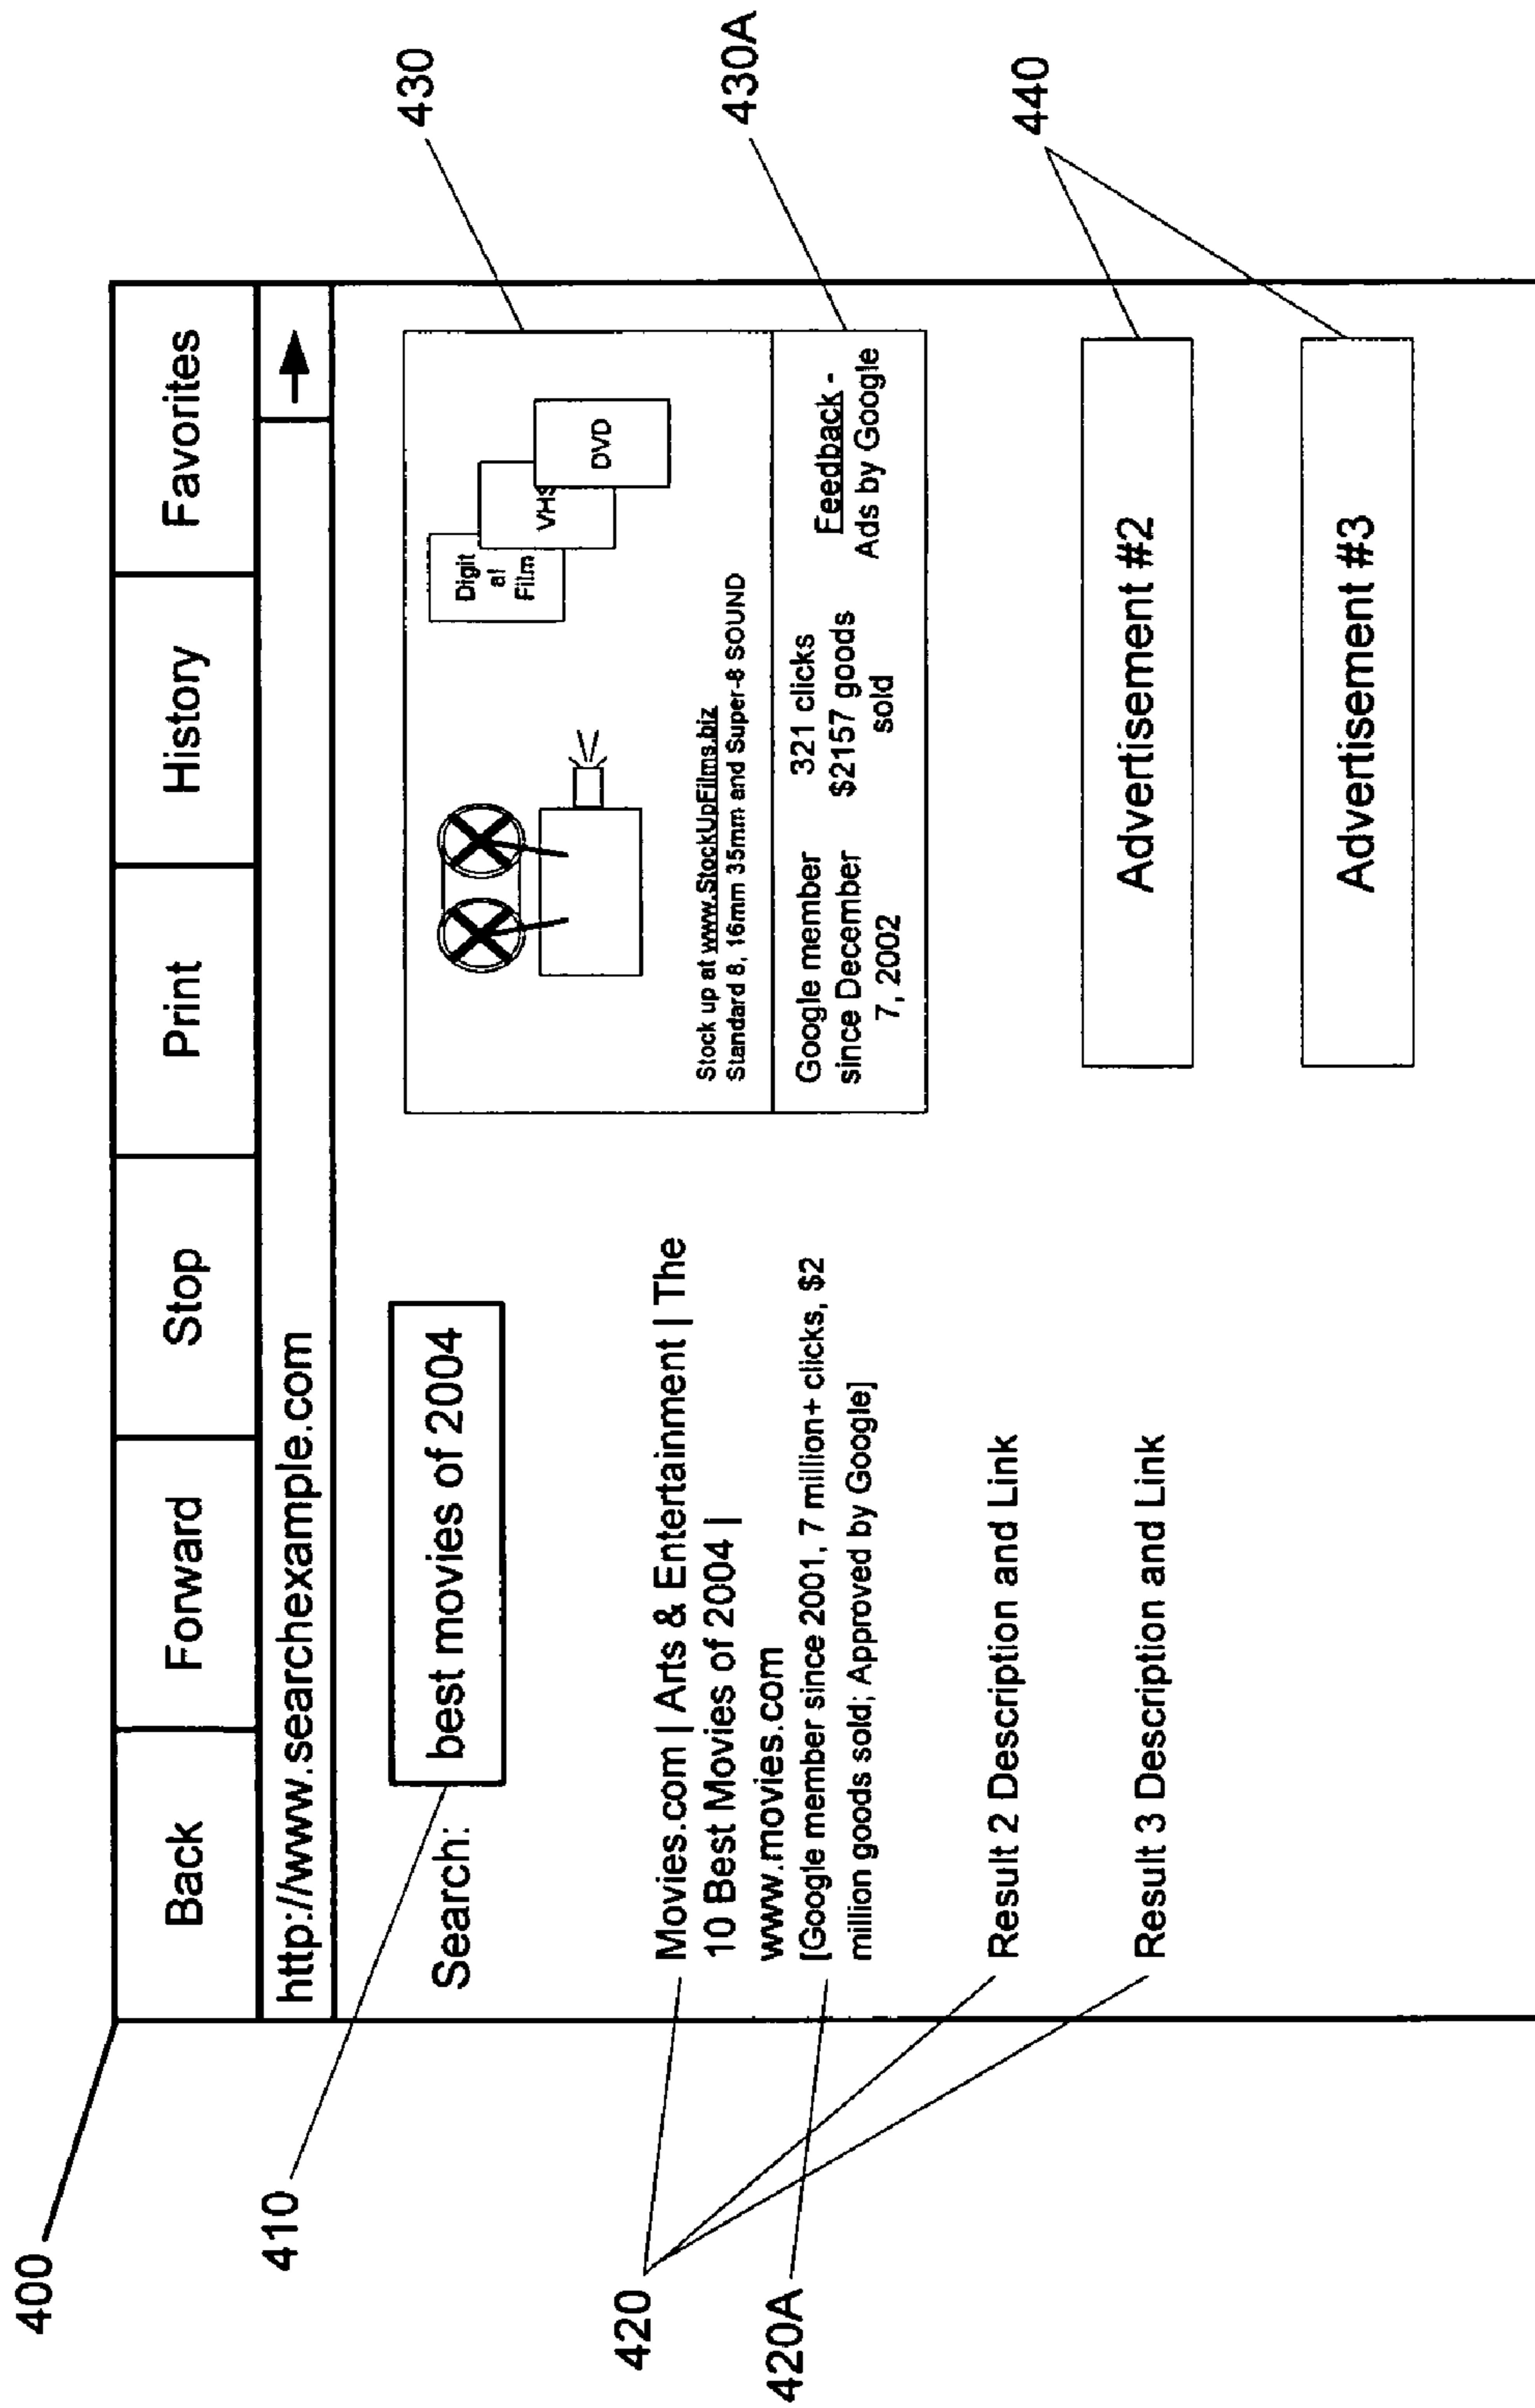 400
Back
Forward
Stop
Print
History
Favorites
http://www.searchexample.com
410
Search:
best movies of 2004
420
Movies.com | Arts & Entertainment | The
10 Best Movies of 2004 |
www.movies.com
420A
[Google member since 2001, 7 million+ clicks, $2
million goods sold; Approved by Google]
Result 2 Description and Link
Result 3 Description and Link
430
Digit
al
Film
VHS
DVD
Stock up at www.StockUpFilms.biz
Standard 8, 16mm 35mm and Super-8 SOUND
430A
Google member
since December
7, 2002
321 clicks
$2157 goods
sold
Feedback -
Ads by Google
440
Advertisement #2
Advertisement #3